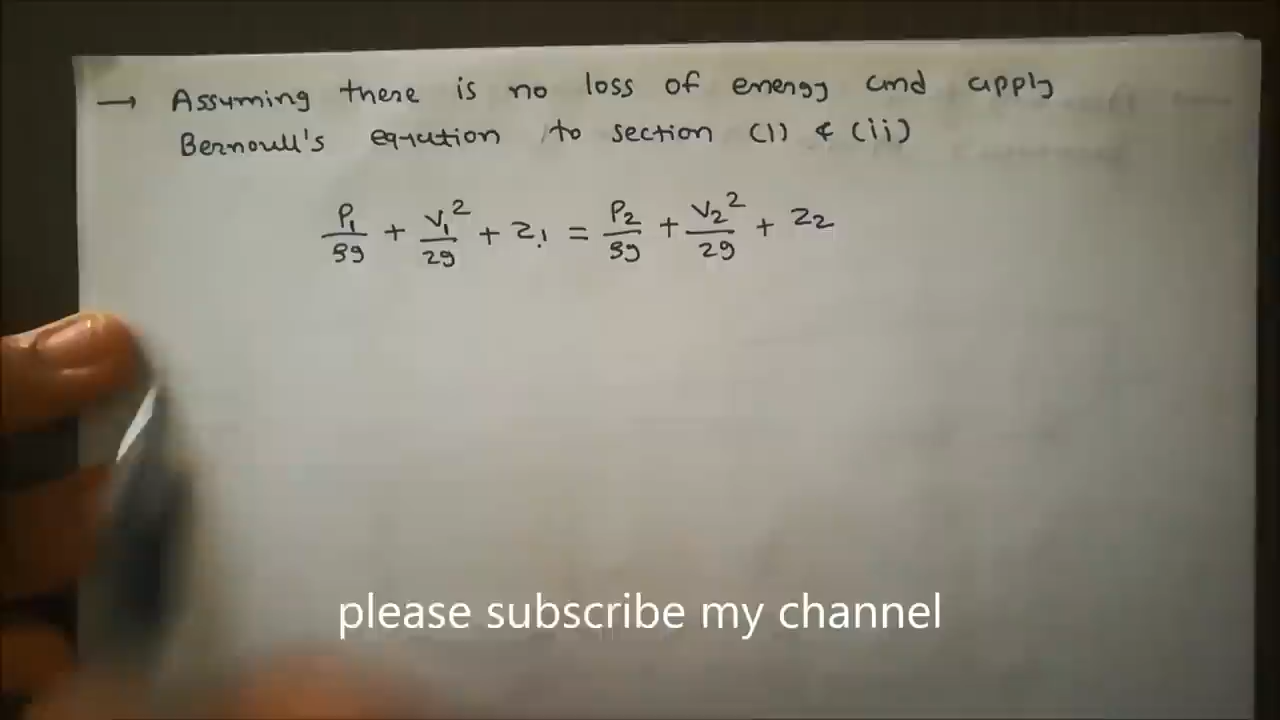 → Assuming there is no loss of energy and apply
Bernoull's equation to section (1) & (ii)
P₁/ρg + V₁²/2g + Z₁ = P₂/ρg + V₂²/2g + Z₂
please subscribe my channel